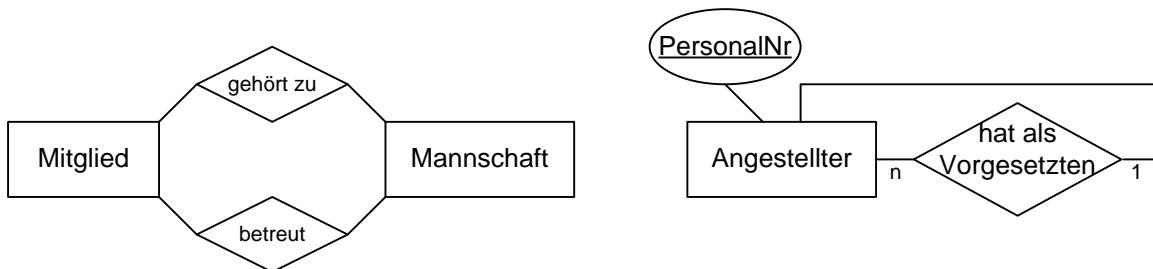 gehört zu
Mitglied
Mannschaft
betreut
PersonalNr
Angestellter
n
hat als
Vorgesetzten
1